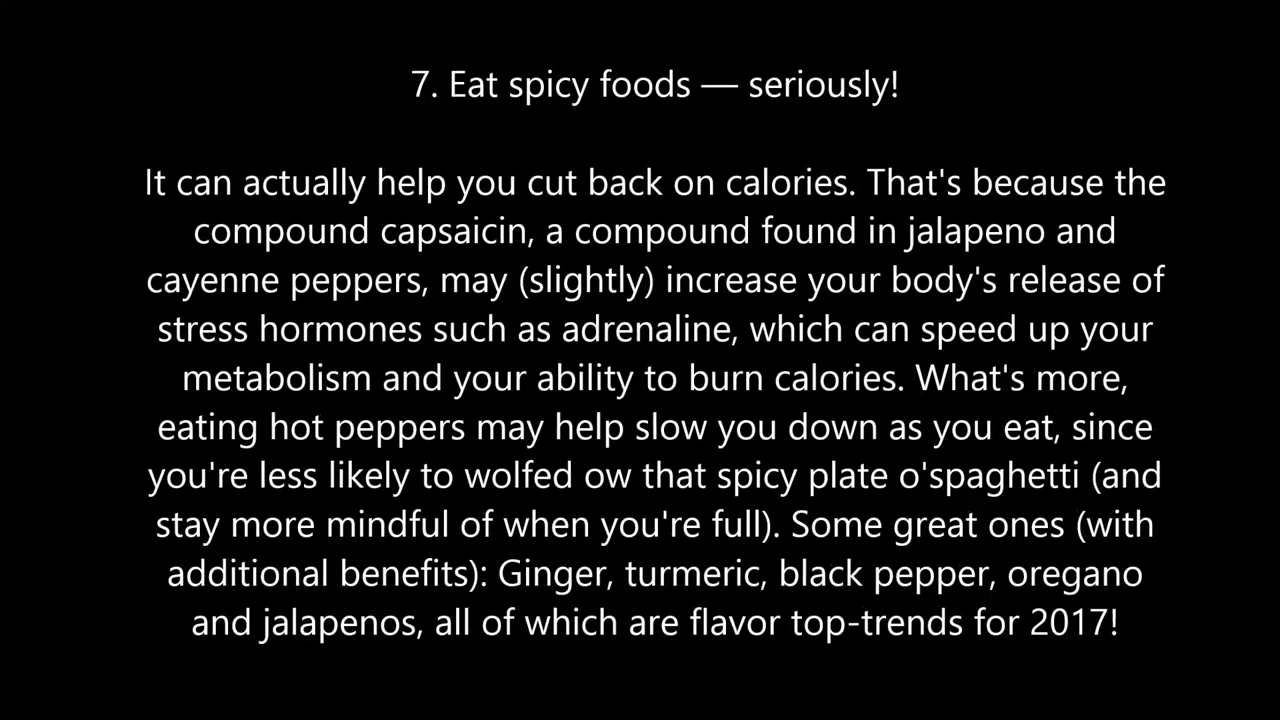 7. Eat spicy foods — seriously!
It can actually help you cut back on calories. That's because the
compound capsaicin, a compound found in jalapeno and
cayenne peppers, may (slightly) increase your body's release of
stress hormones such as adrenaline, which can speed up your
metabolism and your ability to burn calories. What's more,
eating hot peppers may help slow you down as you eat, since
you're less likely to wolfed ow that spicy plate o'spaghetti (and
stay more mindful of when you're full). Some great ones (with
additional benefits): Ginger, turmeric, black pepper, oregano
and jalapenos, all of which are flavor top-trends for 2017!